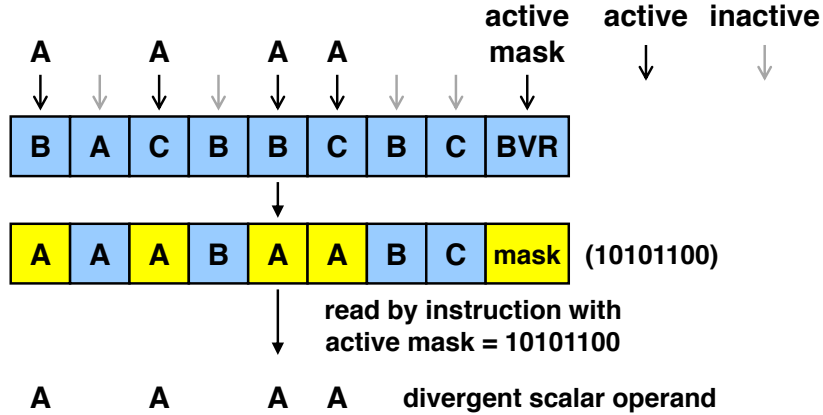 active active inactive
A A A A mask
B A C B B C B C BVR
A A A B A A B C mask (10101100)
read by instruction with
active mask = 10101100
A A A A divergent scalar operand